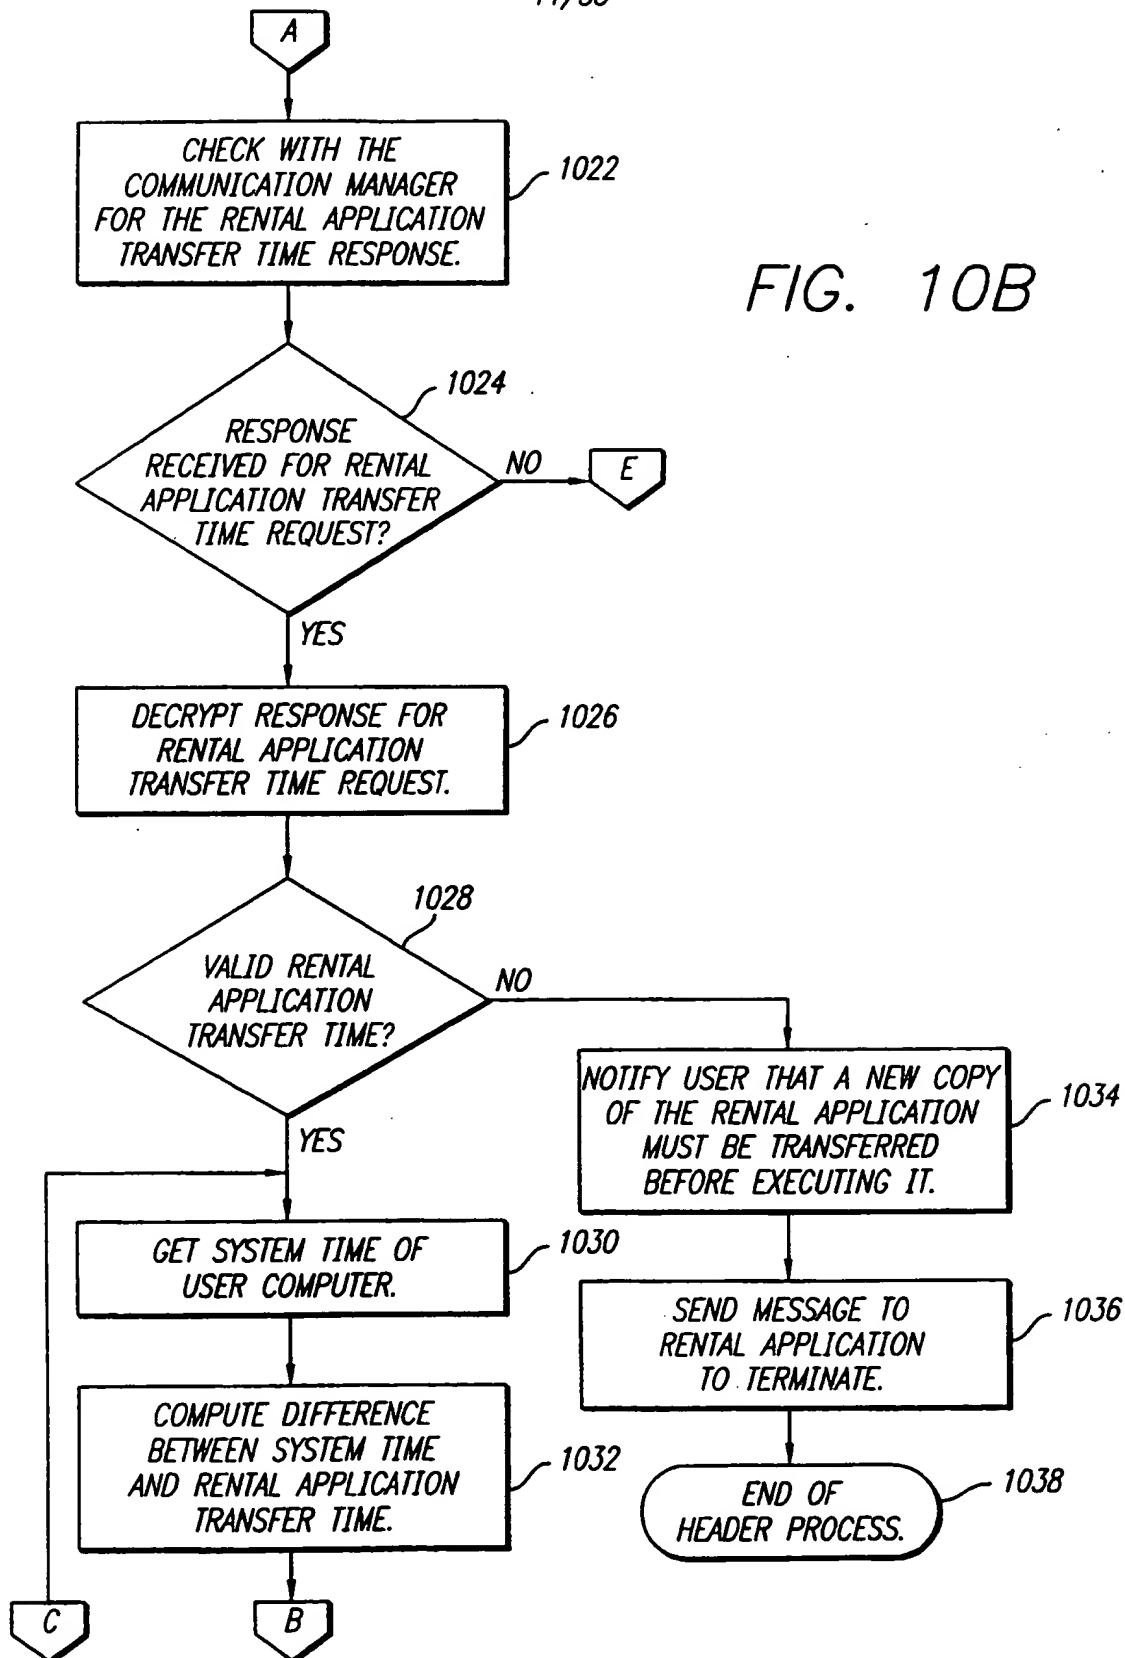 A
CHECK WITH THE
COMMUNICATION MANAGER
FOR THE RENTAL APPLICATION
TRANSFER TIME RESPONSE.
1022
FIG. 10B
RESPONSE
RECEIVED FOR RENTAL
APPLICATION TRANSFER
TIME REQUEST?
1024
NO
E
YES
DECRYPT RESPONSE FOR
RENTAL APPLICATION
TRANSFER TIME REQUEST.
1026
VALID RENTAL
APPLICATION
TRANSFER TIME?
1028
NO
YES
NOTIFY USER THAT A NEW COPY
OF THE RENTAL APPLICATION
MUST BE TRANSFERRED
BEFORE EXECUTING IT.
1034
GET SYSTEM TIME OF
USER COMPUTER.
1030
SEND MESSAGE TO
RENTAL APPLICATION
TO TERMINATE.
1036
COMPUTE DIFFERENCE
BETWEEN SYSTEM TIME
AND RENTAL APPLICATION
TRANSFER TIME.
1032
END OF
HEADER PROCESS.
1038
C
B